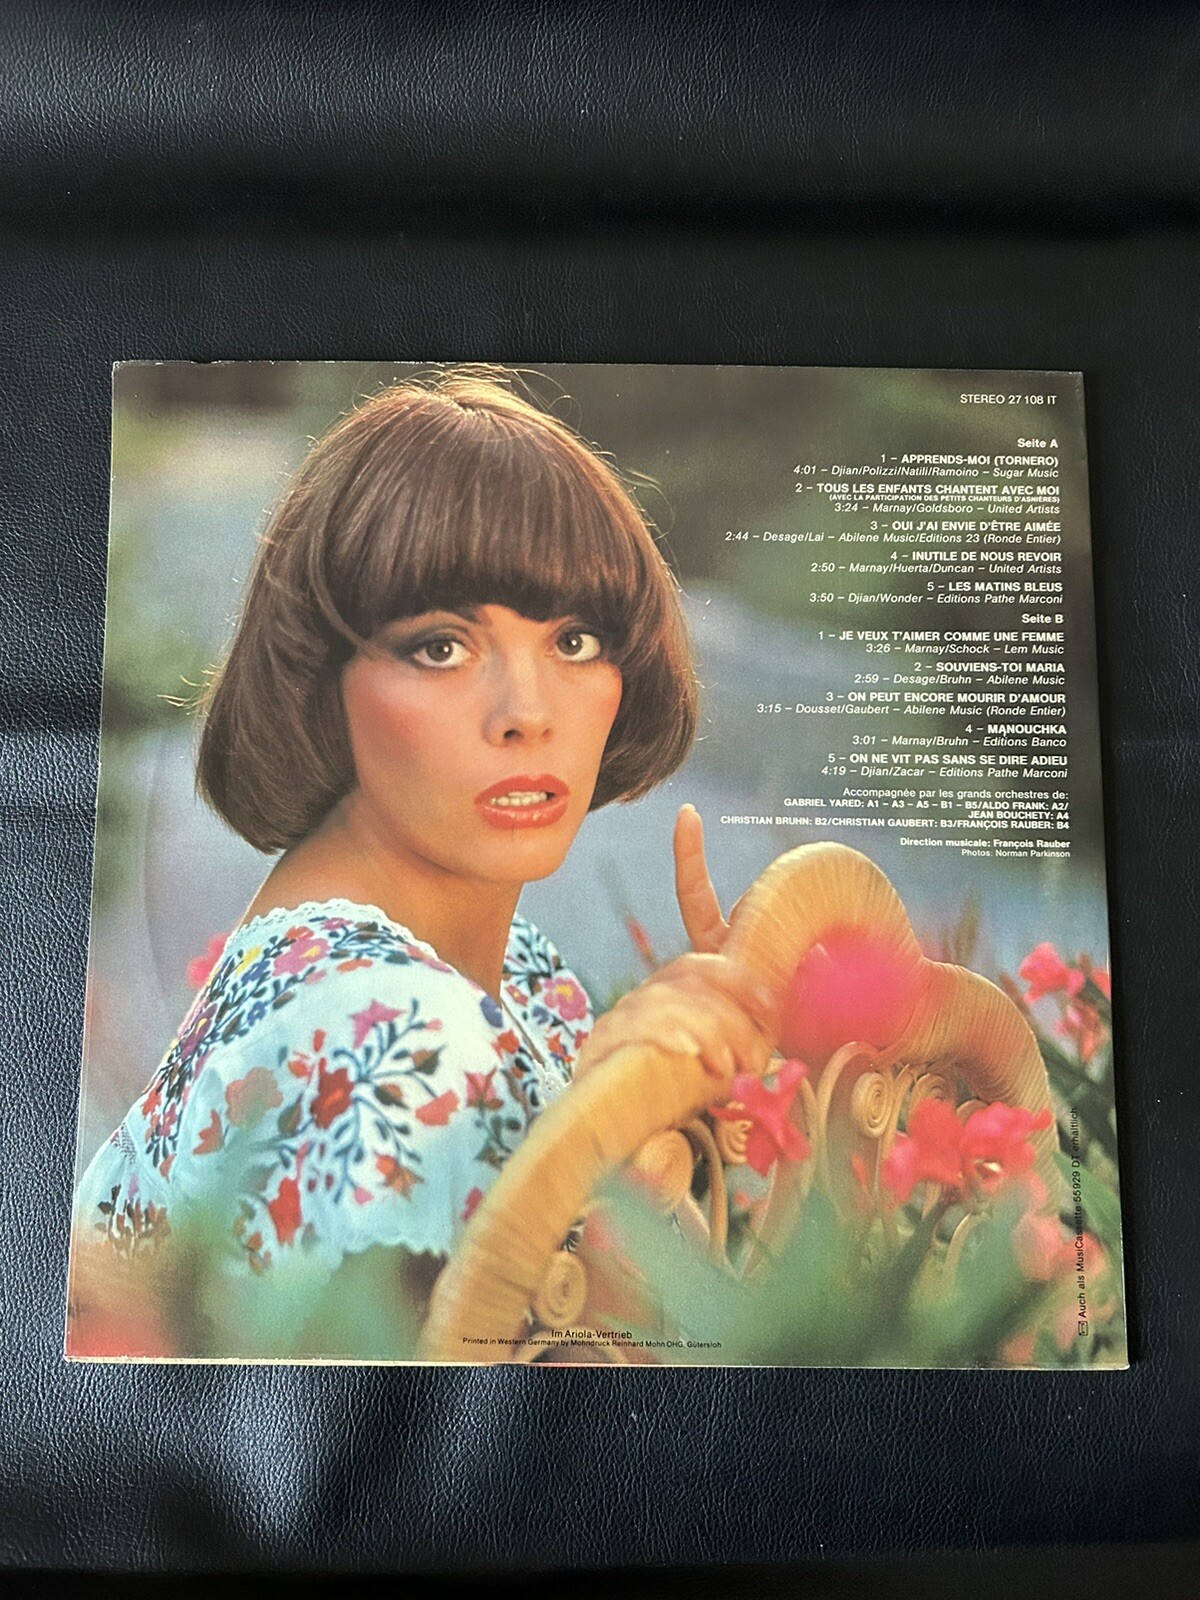 STEREO 27 108 IT
Seite A
1 – APPRENDS-MOI (TORNERO)
4:01 – Djian/Polizzi/Natili/Ramoino – Sugar Music
2 – TOUS LES ENFANTS CHANTENT AVEC MOI
(AVEC LA PARTICIPATION DES PETITS CHANTEURS D'ASNIÈRES)
3:24 – Marnay/Goldsboro – United Artists
3 – OUI J'AI ENVIE D'ÊTRE AIMÉE
2:44 – Desage/Lai – Abilene Music/Editions 23 (Ronde Entier)
4 – INUTILE DE NOUS REVOIR
2:50 – Marnay/Huerta/Duncan – United Artists
5 – LES MATINS BLEUS
3:50 – Djian/Wonder – Editions Pathe Marconi
Seite B
1 – JE VEUX T'AIMER COMME UNE FEMME
3:26 – Marnay/Schock – Lem Music
2 – SOUVIENS-TOI MARIA
2:59 – Desage/Bruhn – Abilene Music
3 – ON PEUT ENCORE MOURIR D'AMOUR
3:15 – Dousset/Gaubert – Abilene Music (Ronde Entier)
4 – MANOUCHKA
3:01 – Marnay/Bruhn – Editions Banco
5 – ON NE VIT PAS SANS SE DIRE ADIEU
4:19 – Djian/Zacar – Editions Pathe Marconi
Accompagnée par les grands orchestres de:
GABRIEL YARED: A1 – A3 – A5 – B1 – B5/ALDO FRANK: A2/
JEAN BOUCHETY: A4
CHRISTIAN BRUHN: B2/CHRISTIAN GAUBERT: B3/FRANÇOIS RAUBER: B4
Direction musicale: François Rauber
Photos: Norman Parkinson
Auch als MusiCassette 55 929 DT erhältlich
Im Ariola-Vertrieb
Printed in Western Germany by Mohndruck Reinhard Mohn OHG, Gütersloh